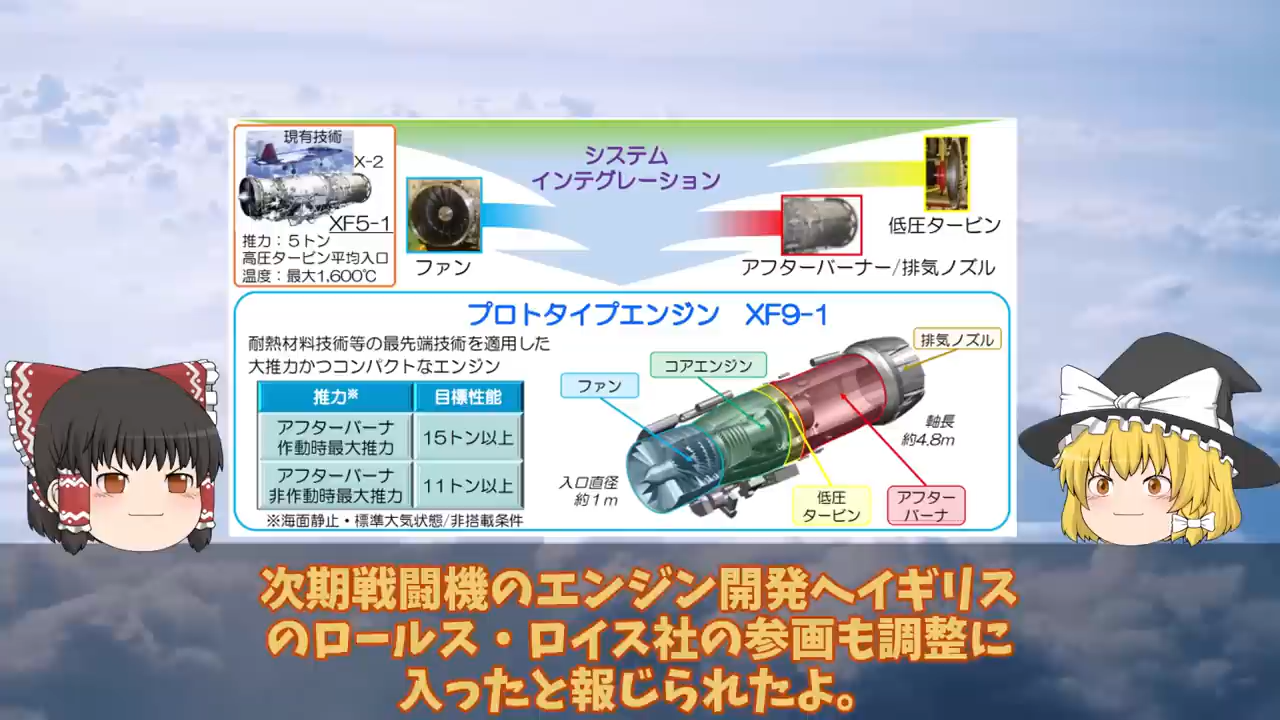 現有技術
X-2
XF5-1
推力：５トン
高圧タービン平均入口
温度：最大1,600℃
ファン
システム
インテグレーション
アフターバーナー/排気ノズル
低圧タービン
プロトタイプエンジン　XF9-1
耐熱材料技術等の最先端技術を適用した
大推力かつコンパクトなエンジン
推力※
目標性能
アフターバーナ
作動時最大推力
15トン以上
アフターバーナ
非作動時最大推力
11トン以上
※海面静止・標準大気状態/非搭載条件
ファン
コアエンジン
排気ノズル
軸長
約4.8m
入口直径
約１ｍ
低圧
タービン
アフター
バーナ
次期戦闘機のエンジン開発へイギリス
のロールス・ロイス社の参画も調整に
入ったと報じられたよ。